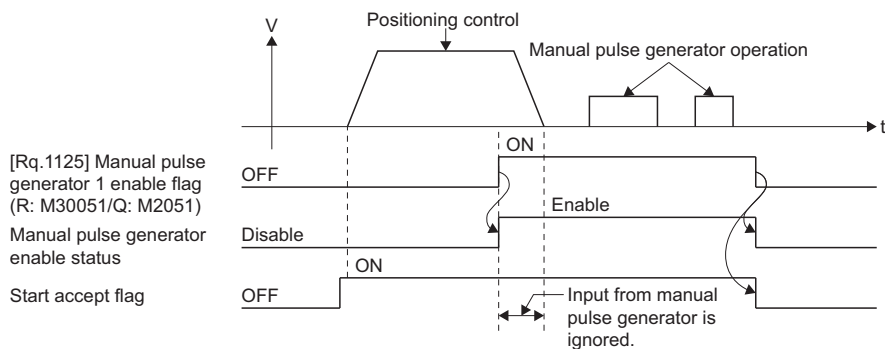 Positioning control
V
Manual pulse generator operation
t
[Rq.1125] Manual pulse
generator 1 enable flag
(R: M30051/Q: M2051)
OFF
ON
Manual pulse generator
enable status
Disable
Enable
Start accept flag
OFF
ON
Input from manual
pulse generator is
ignored.